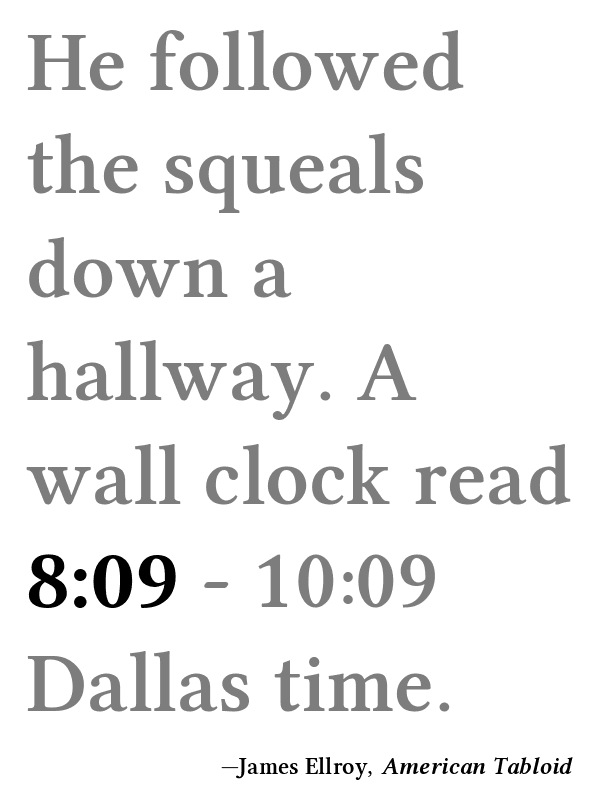 He followed
the squeals
down a
hallway. A
wall clock read
8:09 - 10:09
Dallas time.
—James Ellroy, American Tabloid